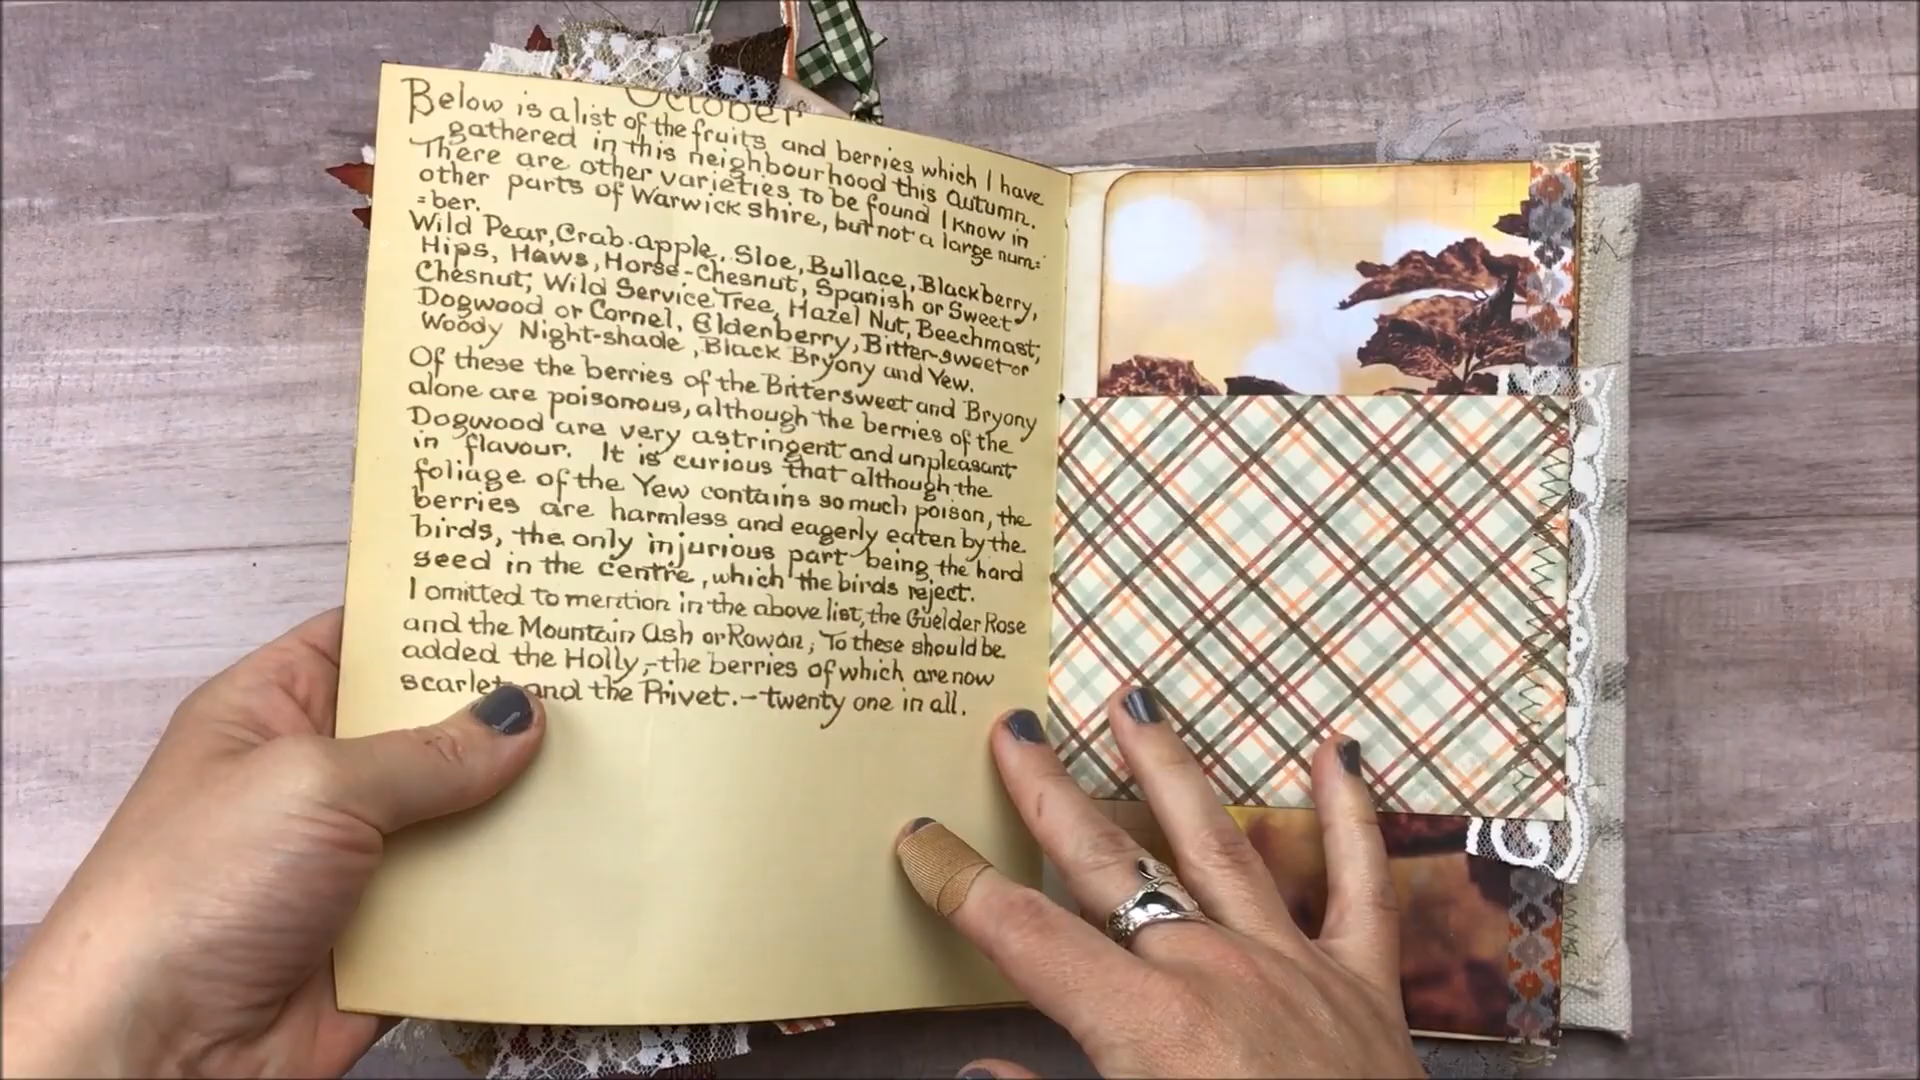 October
Below is a list of the fruits and berries which I have
gathered in this neighbourhood this Autumn.
There are other varieties to be found I know in
other parts of Warwickshire, but not a large num=
=ber.
Wild Pear, Crab-apple, Sloe, Bullace, Blackberry,
Hips, Haws, Horse-Chesnut, Spanish or Sweet
Chesnut; Wild Service Tree, Hazel Nut, Beechmast,
Dogwood or Cornel, Eldenberry, Bitter-sweet or
Woody Night-shade, Black Bryony and Yew.
Of these the berries of the Bittersweet and Bryony
alone are poisonous, although the berries of the
Dogwood are very astringent and unpleasant
in flavour. It is curious that although the
foliage of the Yew contains so much poison, the
berries are harmless and eagerly eaten by the
birds, the only injurious part being the hard
seed in the centre, which the birds reject.
I omitted to mention in the above list, the Guelder Rose
and the Mountain Ash or Rowan; To these should be
added the Holly,-the berries of which are now
scarlet and the Privet.-twenty one in all.